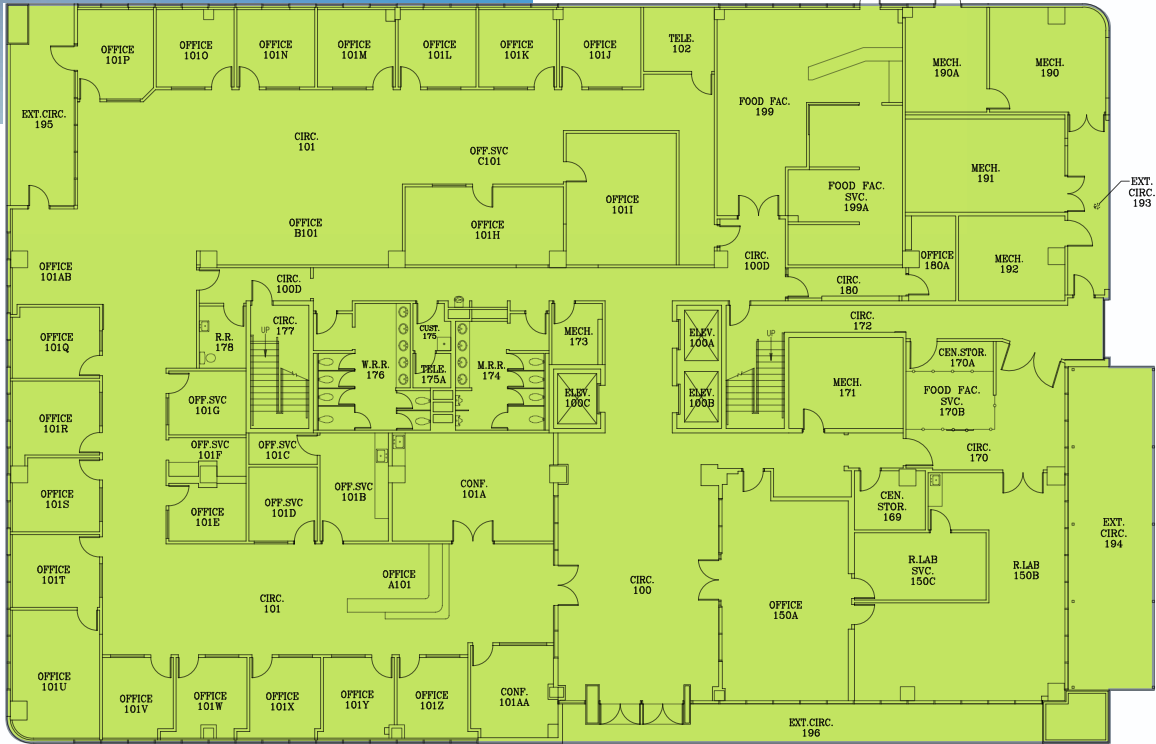 OFFICE
101P
OFFICE
101O
OFFICE
101N
OFFICE
101M
OFFICE
101L
OFFICE
101K
OFFICE
101J
TELE.
102
MECH.
190A
MECH.
190
EXT.CIRC.
195
FOOD FAC.
199
CIRC.
101
OFF.SVC
C101
MECH.
191
FOOD FAC.
SVC.
199A
EXT.
CIRC.
193
OFFICE
101I
OFFICE
B101
OFFICE
101H
OFFICE
101AB
CIRC.
100D
CIRC.
100D
OFFICE
180A
MECH.
192
CIRC.
180
CIRC.
177
UP
R.R.
178
CUST.
175
MECH.
173
ELEV.
100A
UP
CIRC.
172
OFFICE
101Q
W.R.R.
176
TELE.
175A
M.R.R.
174
CEN.STOR.
170A
OFF.SVC
101G
ELEV.
100C
ELEV.
100B
MECH.
171
FOOD FAC.
SVC.
170B
OFFICE
101R
OFF.SVC
101F
OFF.SVC
101C
CIRC.
170
OFFICE
101S
OFFICE
101E
OFF.SVC
101D
OFF.SVC
101B
CONF.
101A
CEN.
STOR.
169
EXT.
CIRC.
194
OFFICE
101T
CIRC.
101
OFFICE
A101
CIRC.
100
OFFICE
150A
R.LAB
SVC.
150C
R.LAB
150B
OFFICE
101U
OFFICE
101V
OFFICE
101W
OFFICE
101X
OFFICE
101Y
OFFICE
101Z
CONF.
101AA
EXT.CIRC.
196